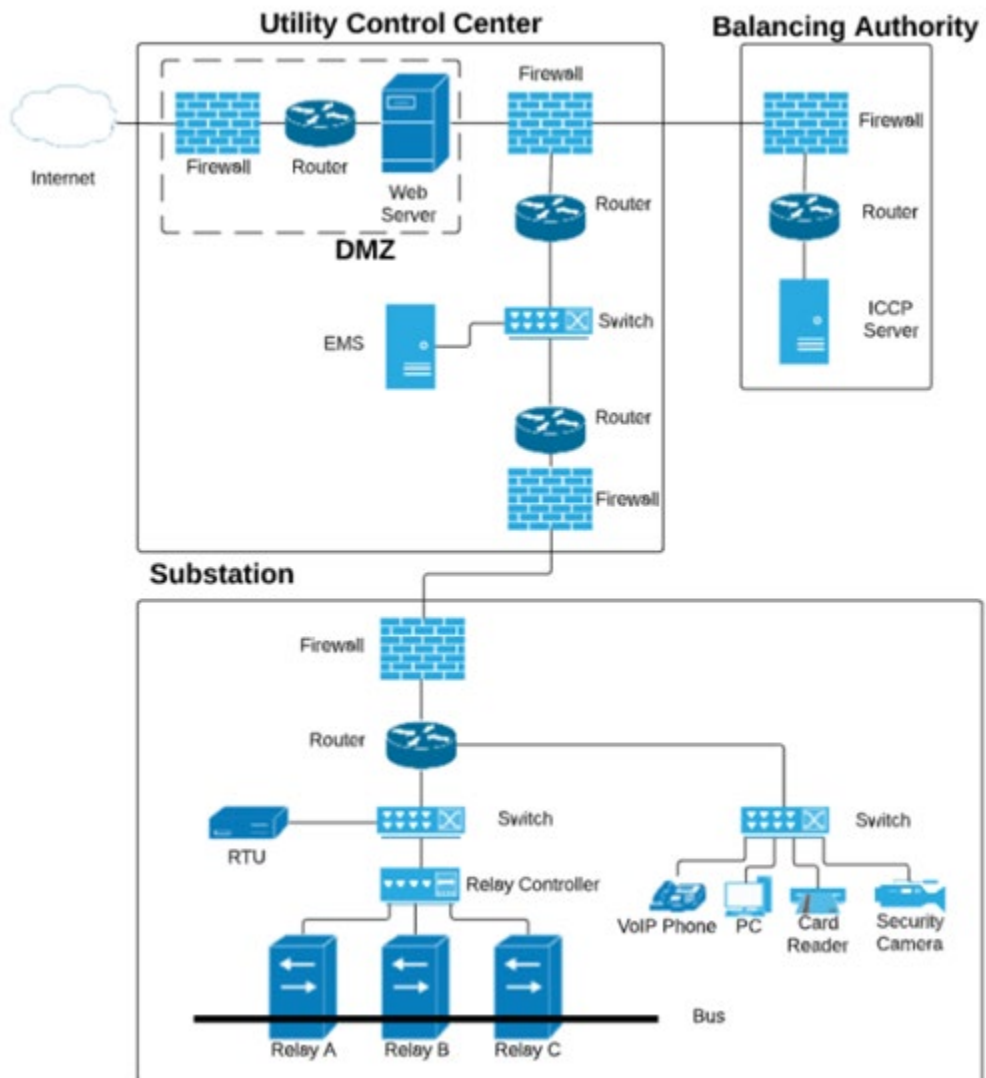 Utility Control Center
Balancing Authority
Firewall
Firewall
Internet
Firewall
Router
Web
Server
Router
Router
DMZ
ICCP
Server
EMS
Switch
Router
Firewall
Substation
Firewall
Router
Switch
Switch
RTU
Relay Controller
VoIP Phone
PC
Card
Reader
Security
Camera
Bus
Relay A
Relay B
Relay C